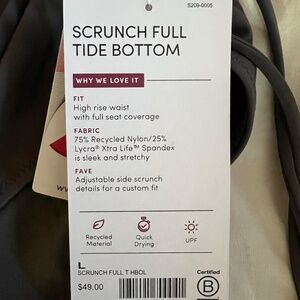 S209-0005
SCRUNCH FULL
TIDE BOTTOM
WHY WE LOVE IT
FIT
High rise waist
with full seat coverage
FABRIC
75% Recycled Nylon/25%
Lycra® Xtra Life™ Spandex
is sleek and stretchy
FAVE
Adjustable side scrunch
details for a custom fit
Recycled
Material
Quick
Drying
UPF
L
SCRUNCH FULL T HBOL
$49.00
Certified
B